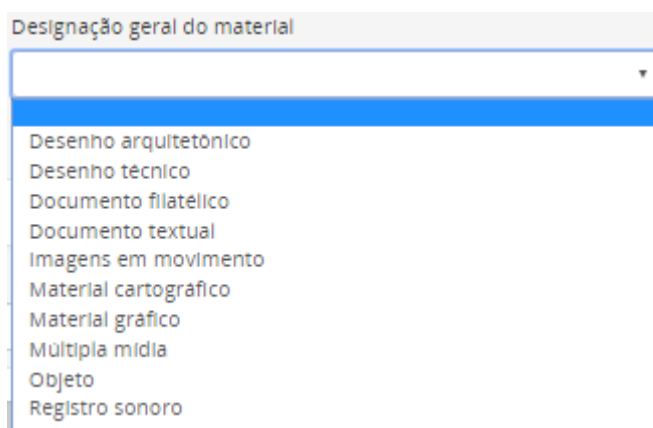 Designação geral do material
Desenho arquitetônico
Desenho técnico
Documento filatélico
Documento textual
Imagens em movimento
Material cartográfico
Material gráfico
Múltipla mídia
Objeto
Registro sonoro